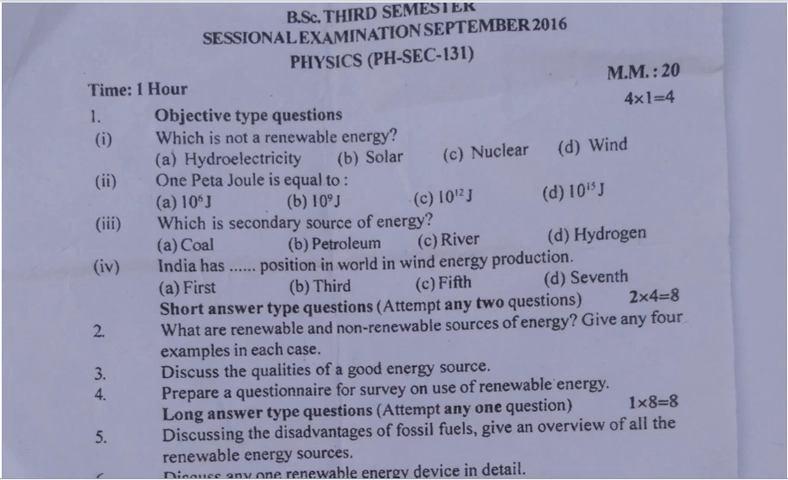 B.Sc. THIRD SEMESTER
SESSIONAL EXAMINATION SEPTEMBER 2016
PHYSICS (PH-SEC-131)
Time: 1 Hour M.M. : 20
4×1=4
1. Objective type questions
(i) Which is not a renewable energy?
(a) Hydroelectricity (b) Solar (c) Nuclear (d) Wind
(ii) One Peta Joule is equal to :
(a) 10⁶ J (b) 10⁹ J (c) 10¹² J (d) 10¹⁵ J
(iii) Which is secondary source of energy?
(a) Coal (b) Petroleum (c) River (d) Hydrogen
(iv) India has ...... position in world in wind energy production.
(a) First (b) Third (c) Fifth (d) Seventh
Short answer type questions (Attempt any two questions) 2×4=8
2. What are renewable and non-renewable sources of energy? Give any four
examples in each case.
3. Discuss the qualities of a good energy source.
4. Prepare a questionnaire for survey on use of renewable energy.
Long answer type questions (Attempt any one question) 1×8=8
5. Discussing the disadvantages of fossil fuels, give an overview of all the
renewable energy sources.
Discuss any one renewable energy device in detail.